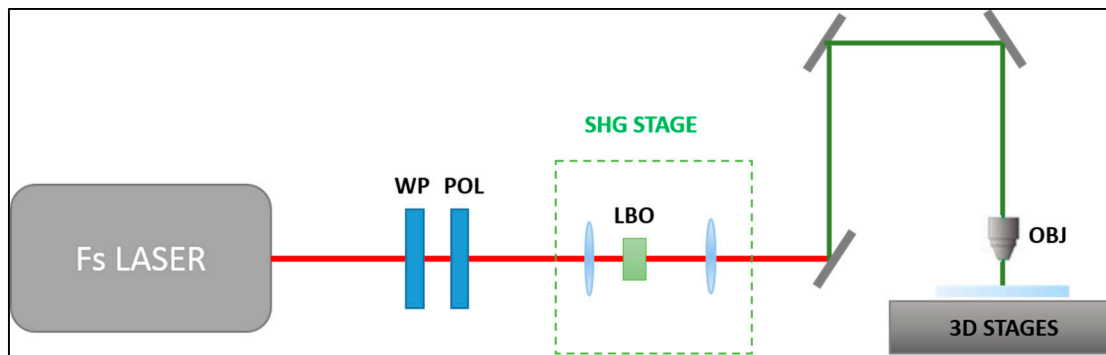 SHG STAGE
WP POL
LBO
Fs LASER
OBJ
3D STAGES